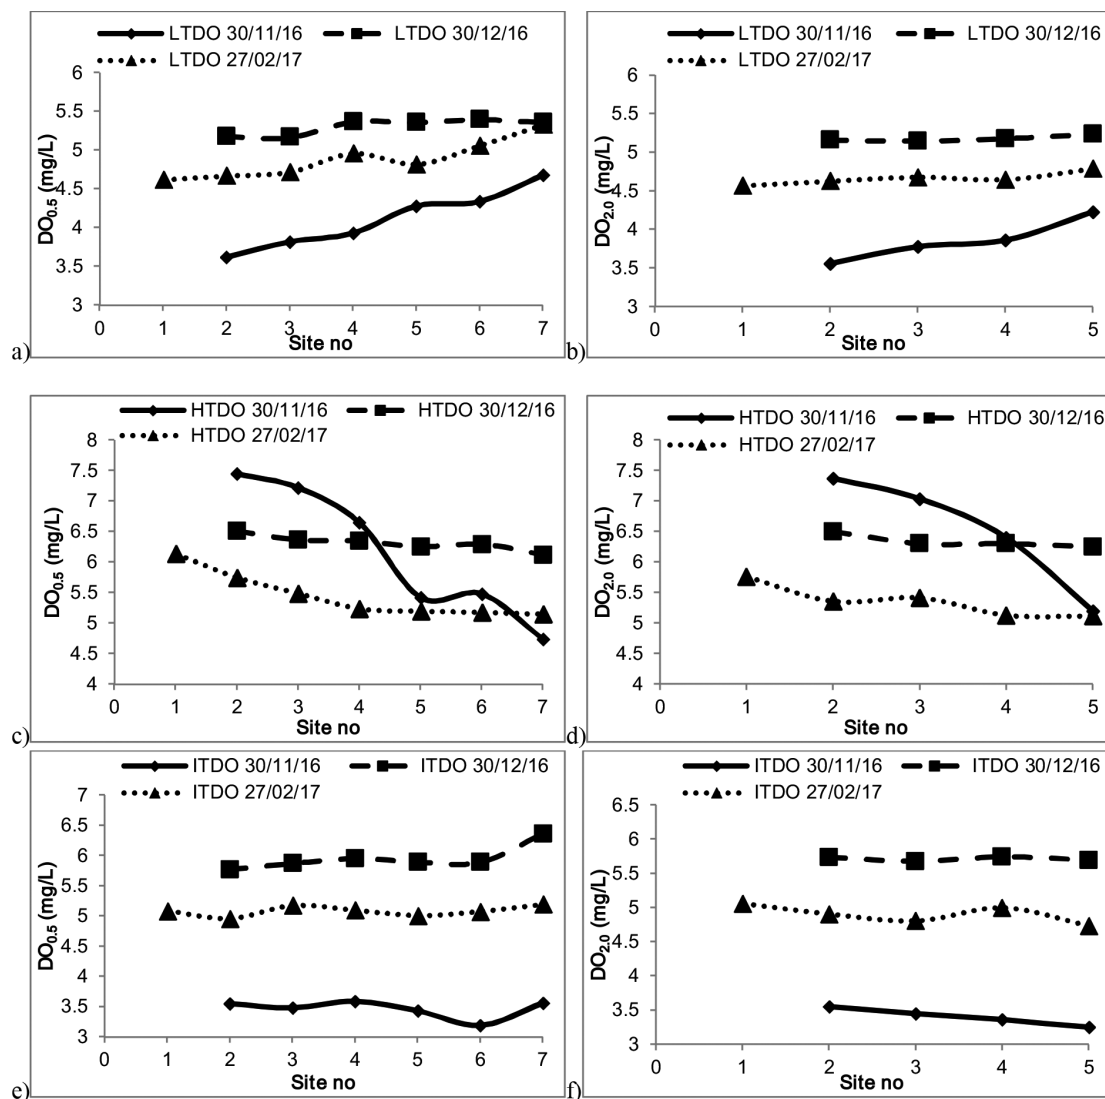 LTDO 30/11/16 LTDO 30/12/16
LTDO 27/02/17
6
5.5
5
4.5
4
3.5
3
DO0.5 (mg/L)
0 1 2 3 4 5 6 7
Site no
a)
LTDO 30/11/16 LTDO 30/12/16
LTDO 27/02/17
6
5.5
5
4.5
4
3.5
3
DO2.0 (mg/L)
0 1 2 3 4 5
Site no
b)
HTDO 30/11/16 HTDO 30/12/16
HTDO 27/02/17
8
7.5
7
6.5
6
5.5
5
4.5
4
DO0.5 (mg/L)
0 1 2 3 4 5 6 7
Site no
c)
HTDO 30/11/16 HTDO 30/12/16
HTDO 27/02/17
8
7.5
7
6.5
6
5.5
5
4.5
4
DO2.0 (mg/L)
0 1 2 3 4 5
Site no
d)
ITDO 30/11/16 ITDO 30/12/16
ITDO 27/02/17
7
6.5
6
5.5
5
4.5
4
3.5
3
DO0.5 (mg/L)
0 1 2 3 4 5 6 7
Site no
e)
ITDO 30/11/16 ITDO 30/12/16
ITDO 27/02/17
6.5
6
5.5
5
4.5
4
3.5
3
DO2.0 (mg/L)
0 1 2 3 4 5
Site no
f)